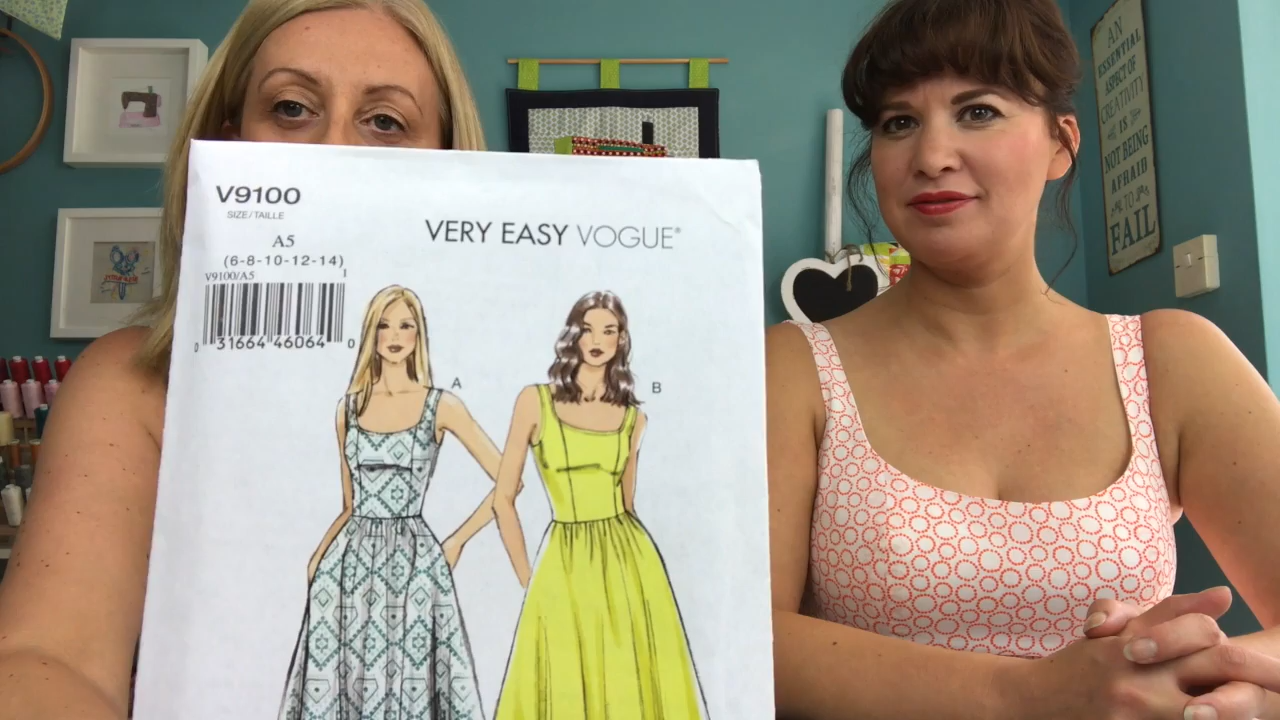 V9100
SIZE/TAILLE
A5
(6-8-10-12-14)
V9100/A5 1
0 31664 46064 0
VERY EASY VOGUE®
A
B
AN
ESSENTIAL
ASPECT OF
CREATIVITY
IS
NOT BEING
AFRAID
TO
FAIL